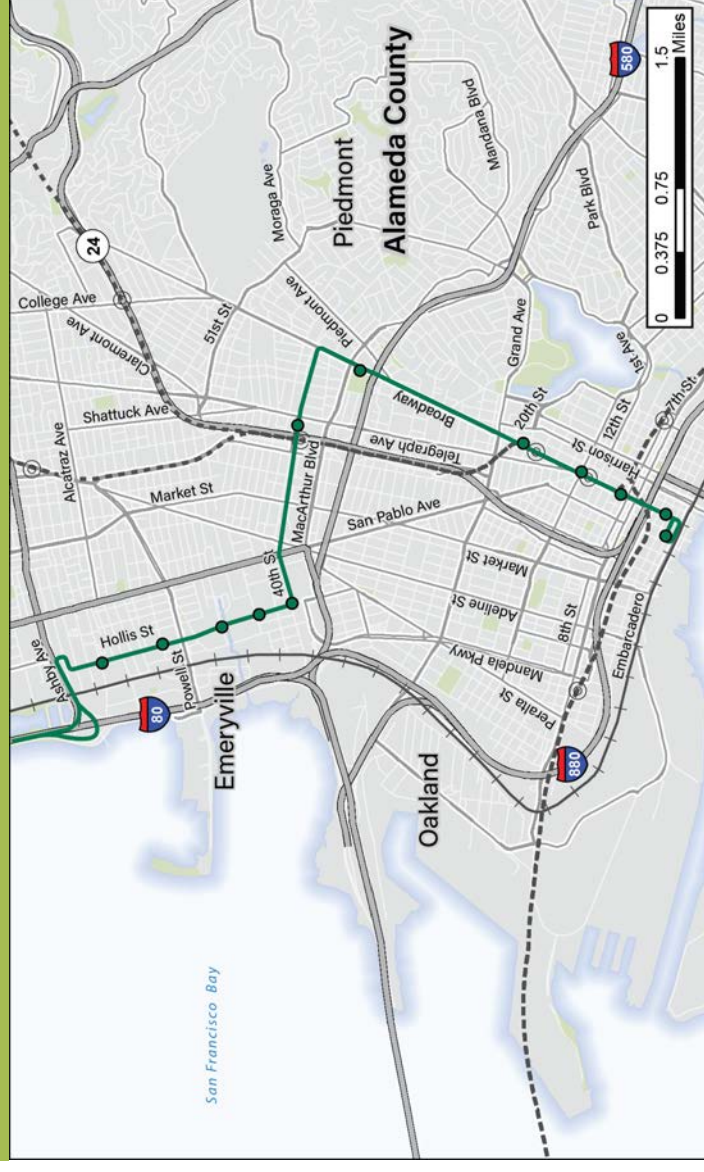 24
College Ave
Claremont Ave
51st St
Moraga Ave
Piedmont
Alameda County
Mandana Blvd
580
Shattuck Ave
Alcatraz Ave
Market St
MacArthur Blvd
Piedmont Ave
Broadway
Telegraph Ave
Grand Ave
20th St
Park Blvd
1st Ave
12th St
Harrison St
7th St
San Pablo Ave
40th St
Hollis St
Ashby Ave
Powell St
80
Emeryville
Market St
Adeline St
8th St
Mandela Pkwy
Peralta St
Embarcadero
880
Oakland
San Francisco Bay
0 0.375 0.75 1.5
Miles